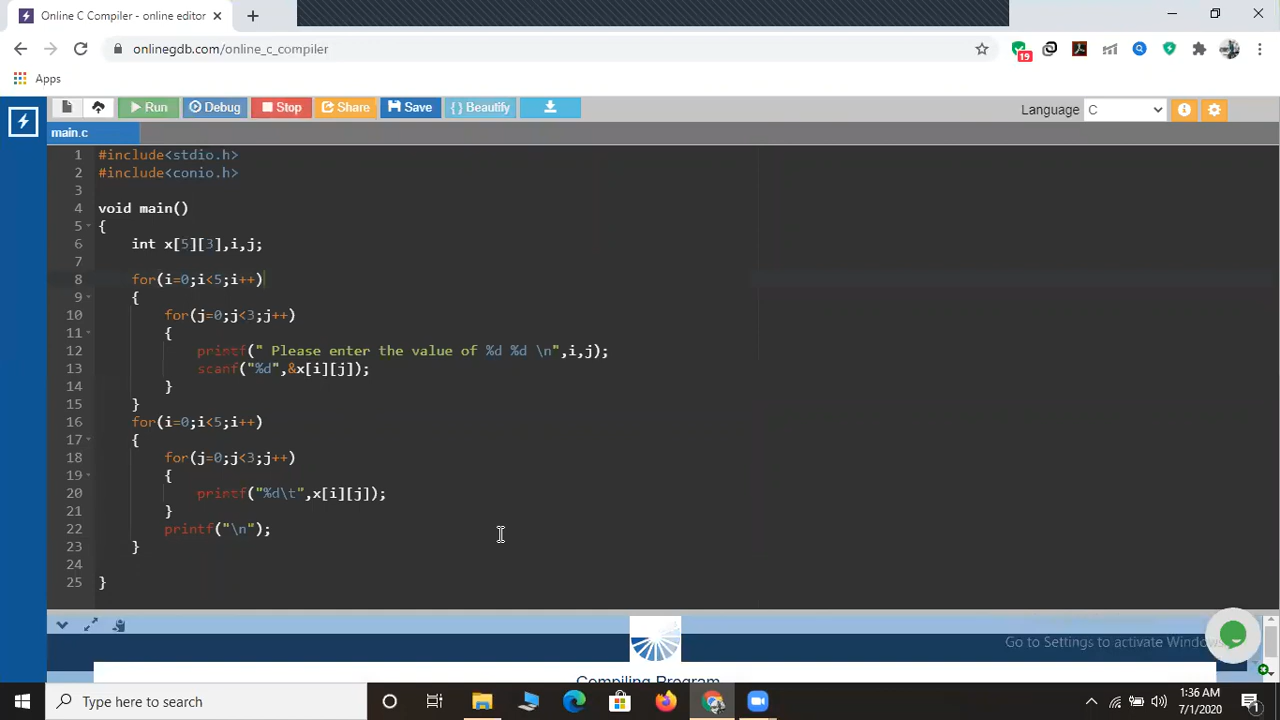 Online C Compiler - online editor
onlinegdb.com/online_c_compiler
19
Apps
Run Debug Stop Share Save { } Beautify
Language C
main.c
1 #include<stdio.h>
2 #include<conio.h>
3
4 void main()
5 {
6 int x[5][3],i,j;
7
8 for(i=0;i<5;i++)
9 {
10 for(j=0;j<3;j++)
11 {
12 printf(" Please enter the value of %d %d \n",i,j);
13 scanf("%d",&x[i][j]);
14 }
15 }
16 for(i=0;i<5;i++)
17 {
18 for(j=0;j<3;j++)
19 {
20 printf("%d\t",x[i][j]);
21 }
22 printf("\n");
23 }
24
25 }
Go to Settings to activate Windows.
Compiling Program
Type here to search
1:36 AM
7/1/2020
1